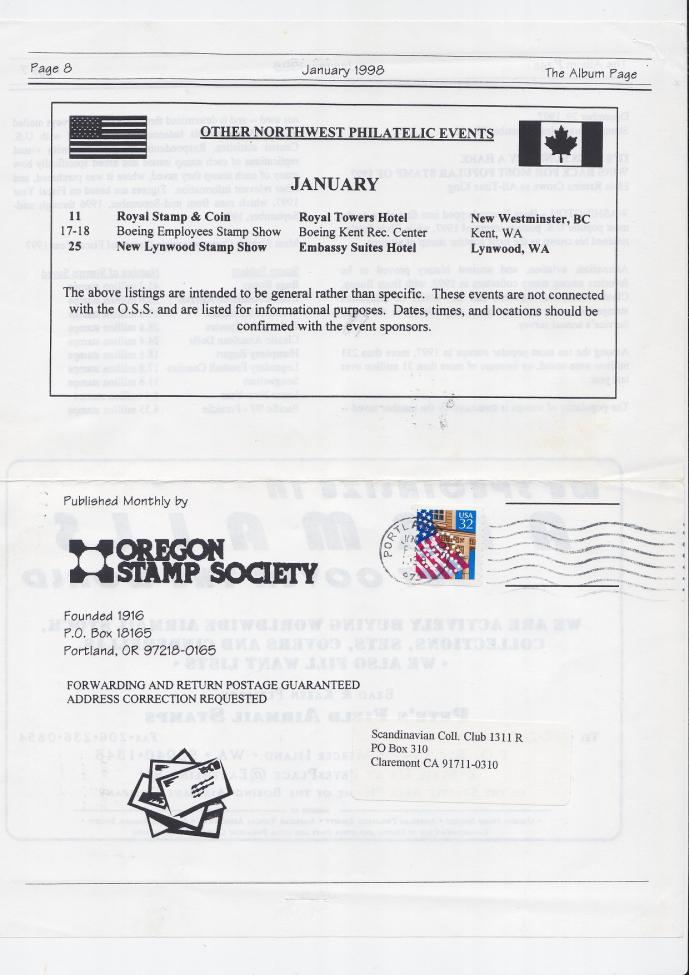 Page 8 January 1998 The Album Page
OTHER NORTHWEST PHILATELIC EVENTS
JANUARY
11 Royal Stamp & Coin Royal Towers Hotel New Westminster, BC
17-18 Boeing Employees Stamp Show Boeing Kent Rec. Center Kent, WA
25 New Lynwood Stamp Show Embassy Suites Hotel Lynwood, WA
The above listings are intended to be general rather than specific. These events are not connected
with the O.S.S. and are listed for informational purposes. Dates, times, and locations should be
confirmed with the event sponsors.
Published Monthly by
OREGON
STAMP SOCIETY
USA
32
PORTLA
Founded 1916
P.O. Box 18165
Portland, OR 97218-0165
FORWARDING AND RETURN POSTAGE GUARANTEED
ADDRESS CORRECTION REQUESTED
Scandinavian Coll. Club 1311 R
PO Box 310
Claremont CA 91711-0310